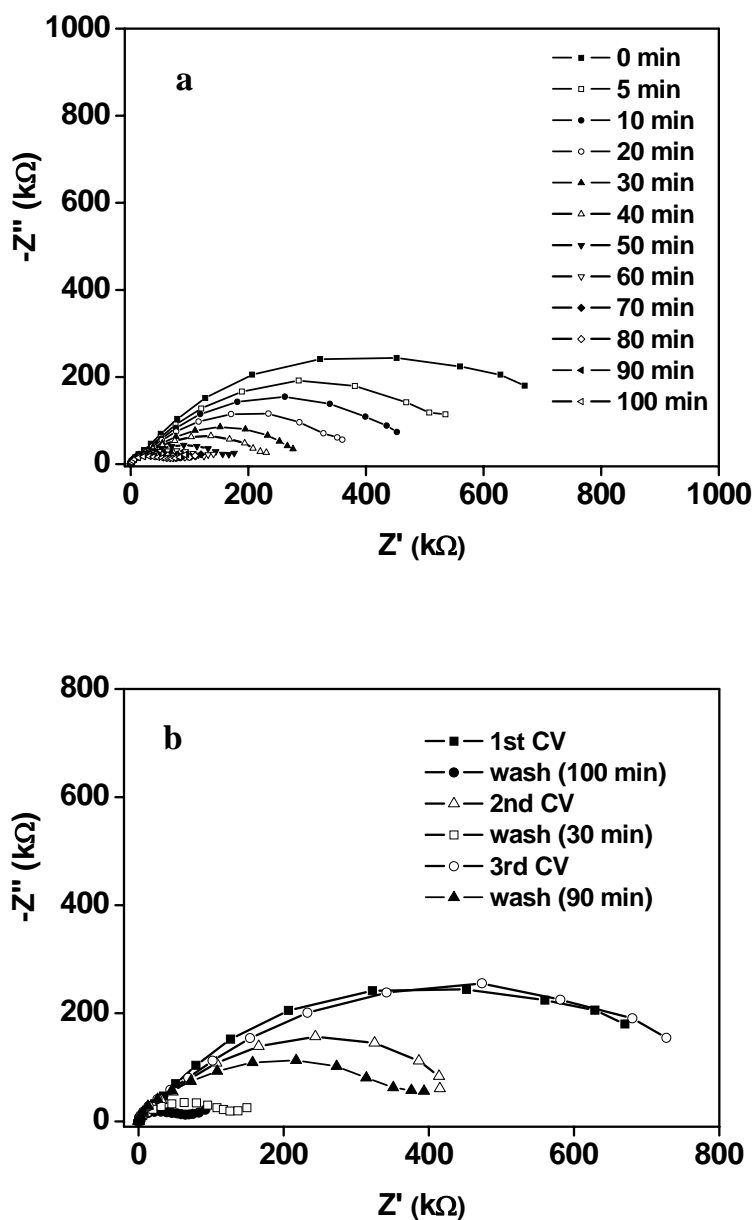 a
1000
800
600
400
200
0
-Z'' (kΩ)
0 200 400 600 800 1000
Z' (kΩ)
0 min
5 min
10 min
20 min
30 min
40 min
50 min
60 min
70 min
80 min
90 min
100 min
b
800
600
400
200
0
-Z'' (kΩ)
0 200 400 600 800
Z' (kΩ)
1st CV
wash (100 min)
2nd CV
wash (30 min)
3rd CV
wash (90 min)